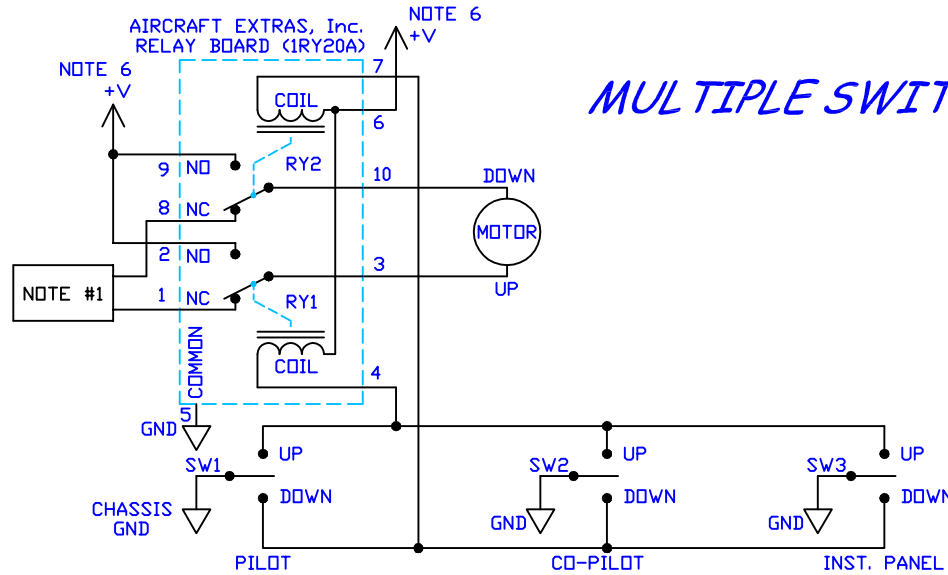 NOTE 6
+V
AIRCRAFT EXTRAS, Inc.
RELAY BOARD (1RY20A)
NOTE 6
+V
MULTIPLE SWIT
7
COIL
6
9 NO
RY2
10
DOWN
8 NC
MOTOR
2 NO
3
UP
NOTE #1
1 NC
RY1
COMMON
COIL
4
5
GND
UP
UP
UP
SW1
SW2
SW3
DOWN
DOWN
DOWN
CHASSIS
GND
GND
GND
PILOT
CO-PILOT
INST. PANEL